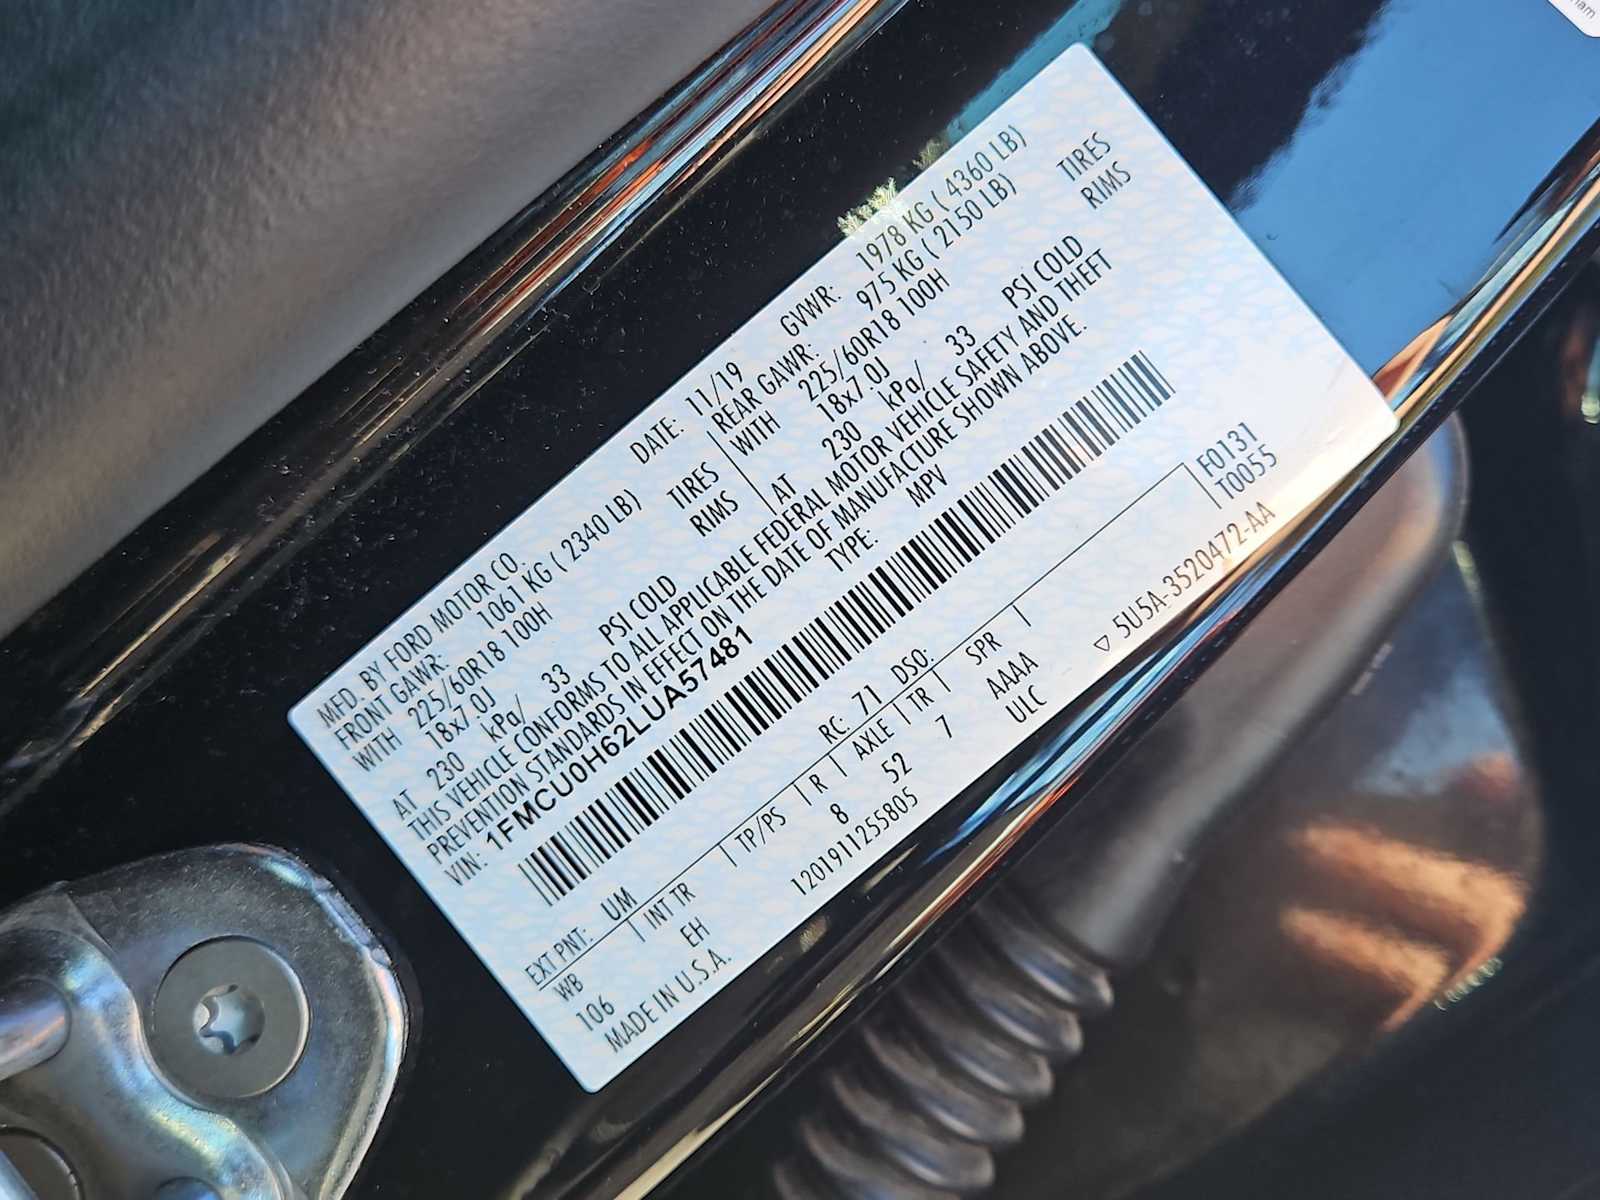 MFD. BY FORD MOTOR CO. DATE: 11/19 GVWR: 1978 KG ( 4360 LB)
FRONT GAWR: 1061 KG ( 2340 LB) REAR GAWR: 975 KG ( 2150 LB)
WITH 225/60R18 100H TIRES WITH 225/60R18 100H TIRES
18x7.0J RIMS 18x7.0J RIMS
AT 230 kPa/ 33 PSI COLD AT 230 kPa/ 33 PSI COLD
THIS VEHICLE CONFORMS TO ALL APPLICABLE FEDERAL MOTOR VEHICLE SAFETY AND THEFT
PREVENTION STANDARDS IN EFFECT ON THE DATE OF MANUFACTURE SHOWN ABOVE.
VIN: 1FMCU0H62LUA57481 TYPE: MPV
EXT PNT: UM RC: 71 DSO: F0131
WB INT TR TP/PS R AXLE TR SPR T0055
106 EH 8 52 7 AAAA
MADE IN U.S.A. 1201911255805 ULC
▽ 5U5A-3520472-AA